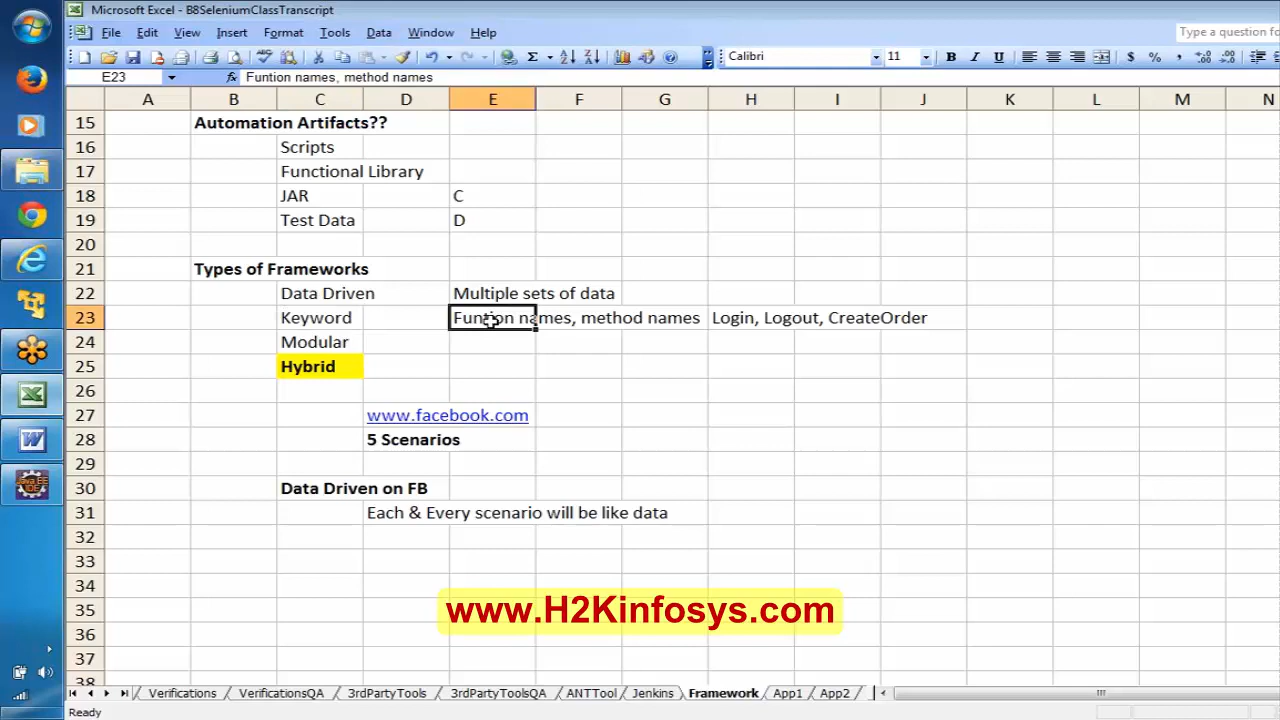 Microsoft Excel - B8SeleniumClassTranscript
File Edit View Insert Format Tools Data Window Help
Type a question fo
Calibri 11 B I U $ %
E23 fx Funtion names, method names
A B C D E F G H I J K L M N
15 Automation Artifacts??
16 Scripts
17 Functional Library
18 JAR C
19 Test Data D
20
21 Types of Frameworks
22 Data Driven Multiple sets of data
23 Keyword Funtion names, method names Login, Logout, CreateOrder
24 Modular
25 Hybrid
26
27 www.facebook.com
28 5 Scenarios
29
30 Data Driven on FB
31 Each & Every scenario will be like data
32
33
34
35
www.H2Kinfosys.com
36
37
38
Verifications VerificationsQA 3rdPartyTools 3rdPartyToolsQA ANTTool Jenkins Framework App1 App2
Ready